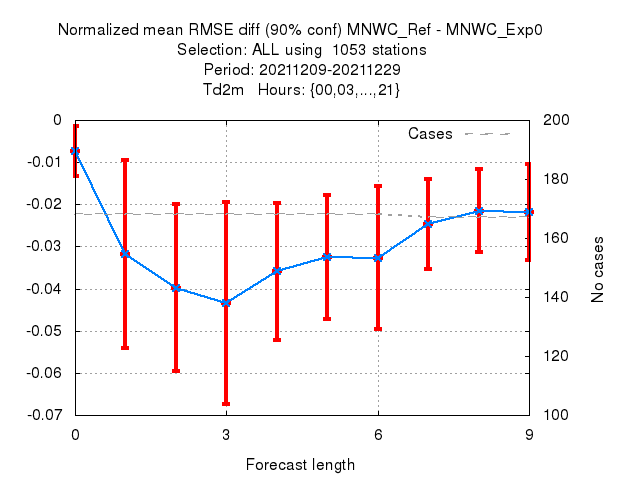 Normalized mean RMSE diff (90% conf) MNWC_Ref - MNWC_Exp0
Selection: ALL using  1053 stations
Period: 20211209-20211229
Td2m   Hours: {00,03,...,21}
Cases
0
-0.01
-0.02
-0.03
-0.04
-0.05
-0.06
-0.07
200
180
160
140
120
100
No cases
0
3
6
9
Forecast length